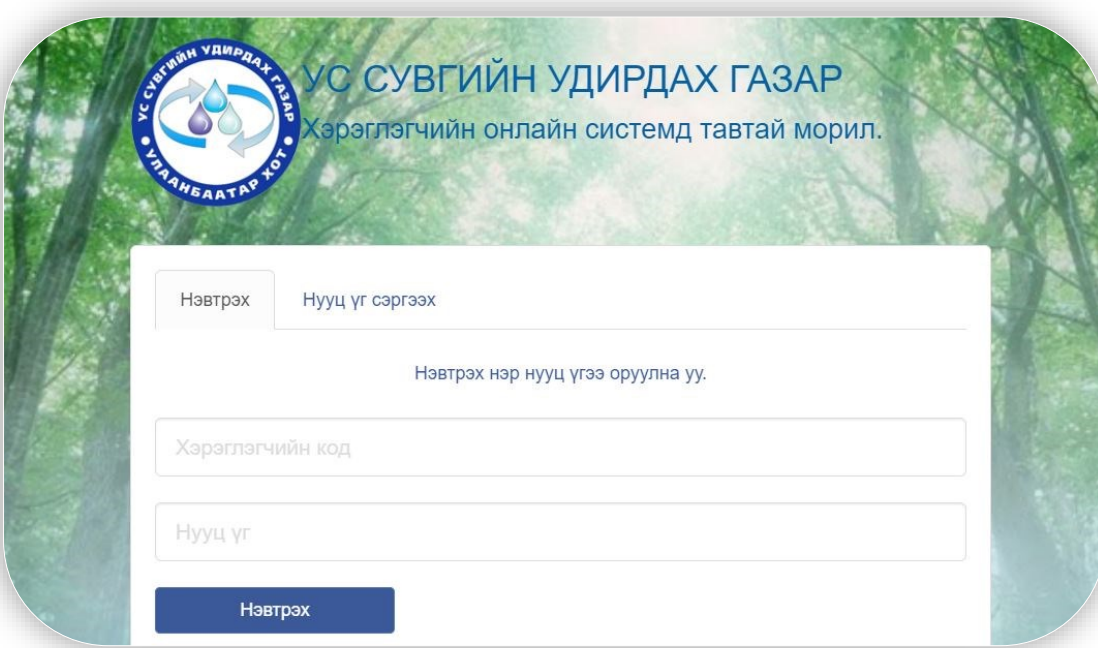 УС СУВГИЙН УДИРДАХ ГАЗАР
УЛААНБААТАР ХОТ
УС СУВГИЙН УДИРДАХ ГАЗАР
Хэрэглэгчийн онлайн системд тавтай морил.
Нэвтрэх
Нууц үг сэргээх
Нэвтрэх нэр нууц үгээ оруулна уу.
Хэрэглэгчийн код
Нууц үг
Нэвтрэх